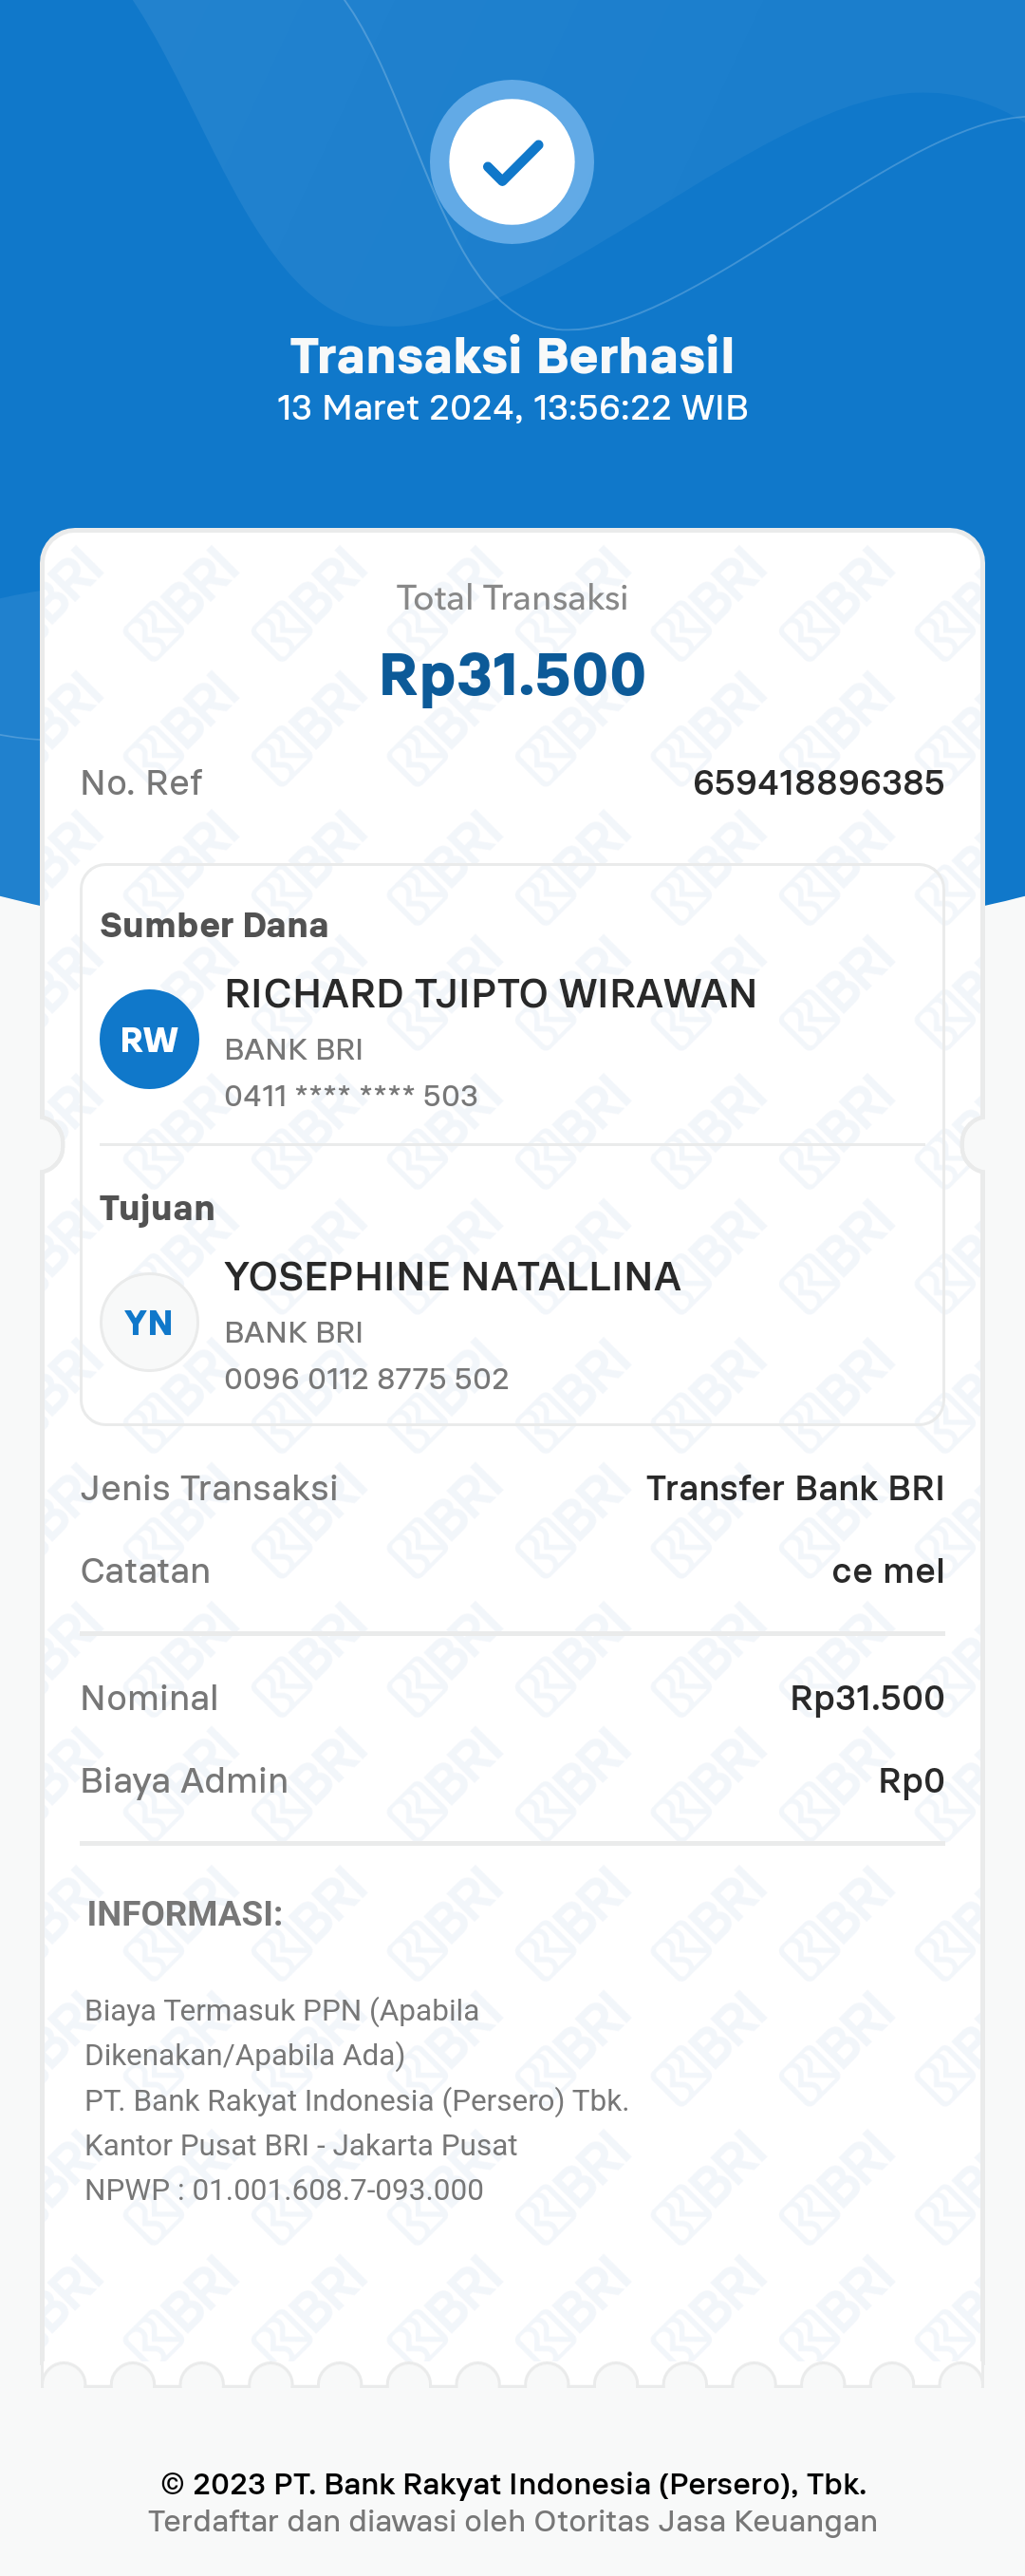 Transaksi Berhasil
13 Maret 2024, 13:56:22 WIB
Total Transaksi
Rp31.500
No. Ref 659418896385
Sumber Dana
RW
RICHARD TJIPTO WIRAWAN
BANK BRI
0411 **** **** 503
Tujuan
YN
YOSEPHINE NATALLINA
BANK BRI
0096 0112 8775 502
Jenis Transaksi Transfer Bank BRI
Catatan ce mel
Nominal Rp31.500
Biaya Admin Rp0
INFORMASI:
Biaya Termasuk PPN (Apabila
Dikenakan/Apabila Ada)
PT. Bank Rakyat Indonesia (Persero) Tbk.
Kantor Pusat BRI - Jakarta Pusat
NPWP : 01.001.608.7-093.000
© 2023 PT. Bank Rakyat Indonesia (Persero), Tbk.
Terdaftar dan diawasi oleh Otoritas Jasa Keuangan